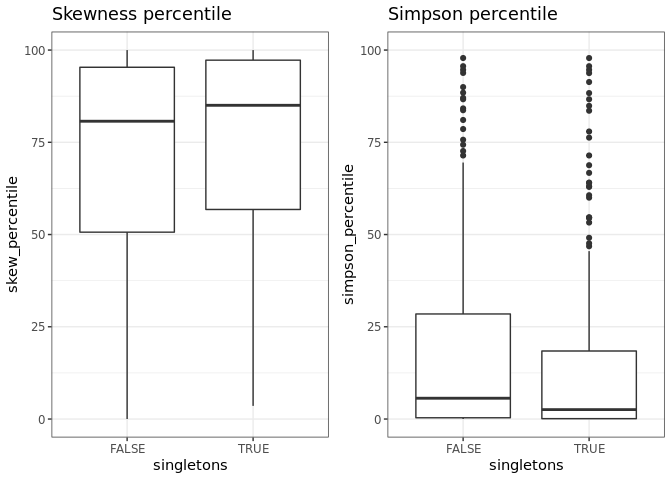 Skewness percentile
skew_percentile
100
75
50
25
0
FALSE
TRUE
singletons
Simpson percentile
simpson_percentile
100
75
50
25
0
FALSE
TRUE
singletons